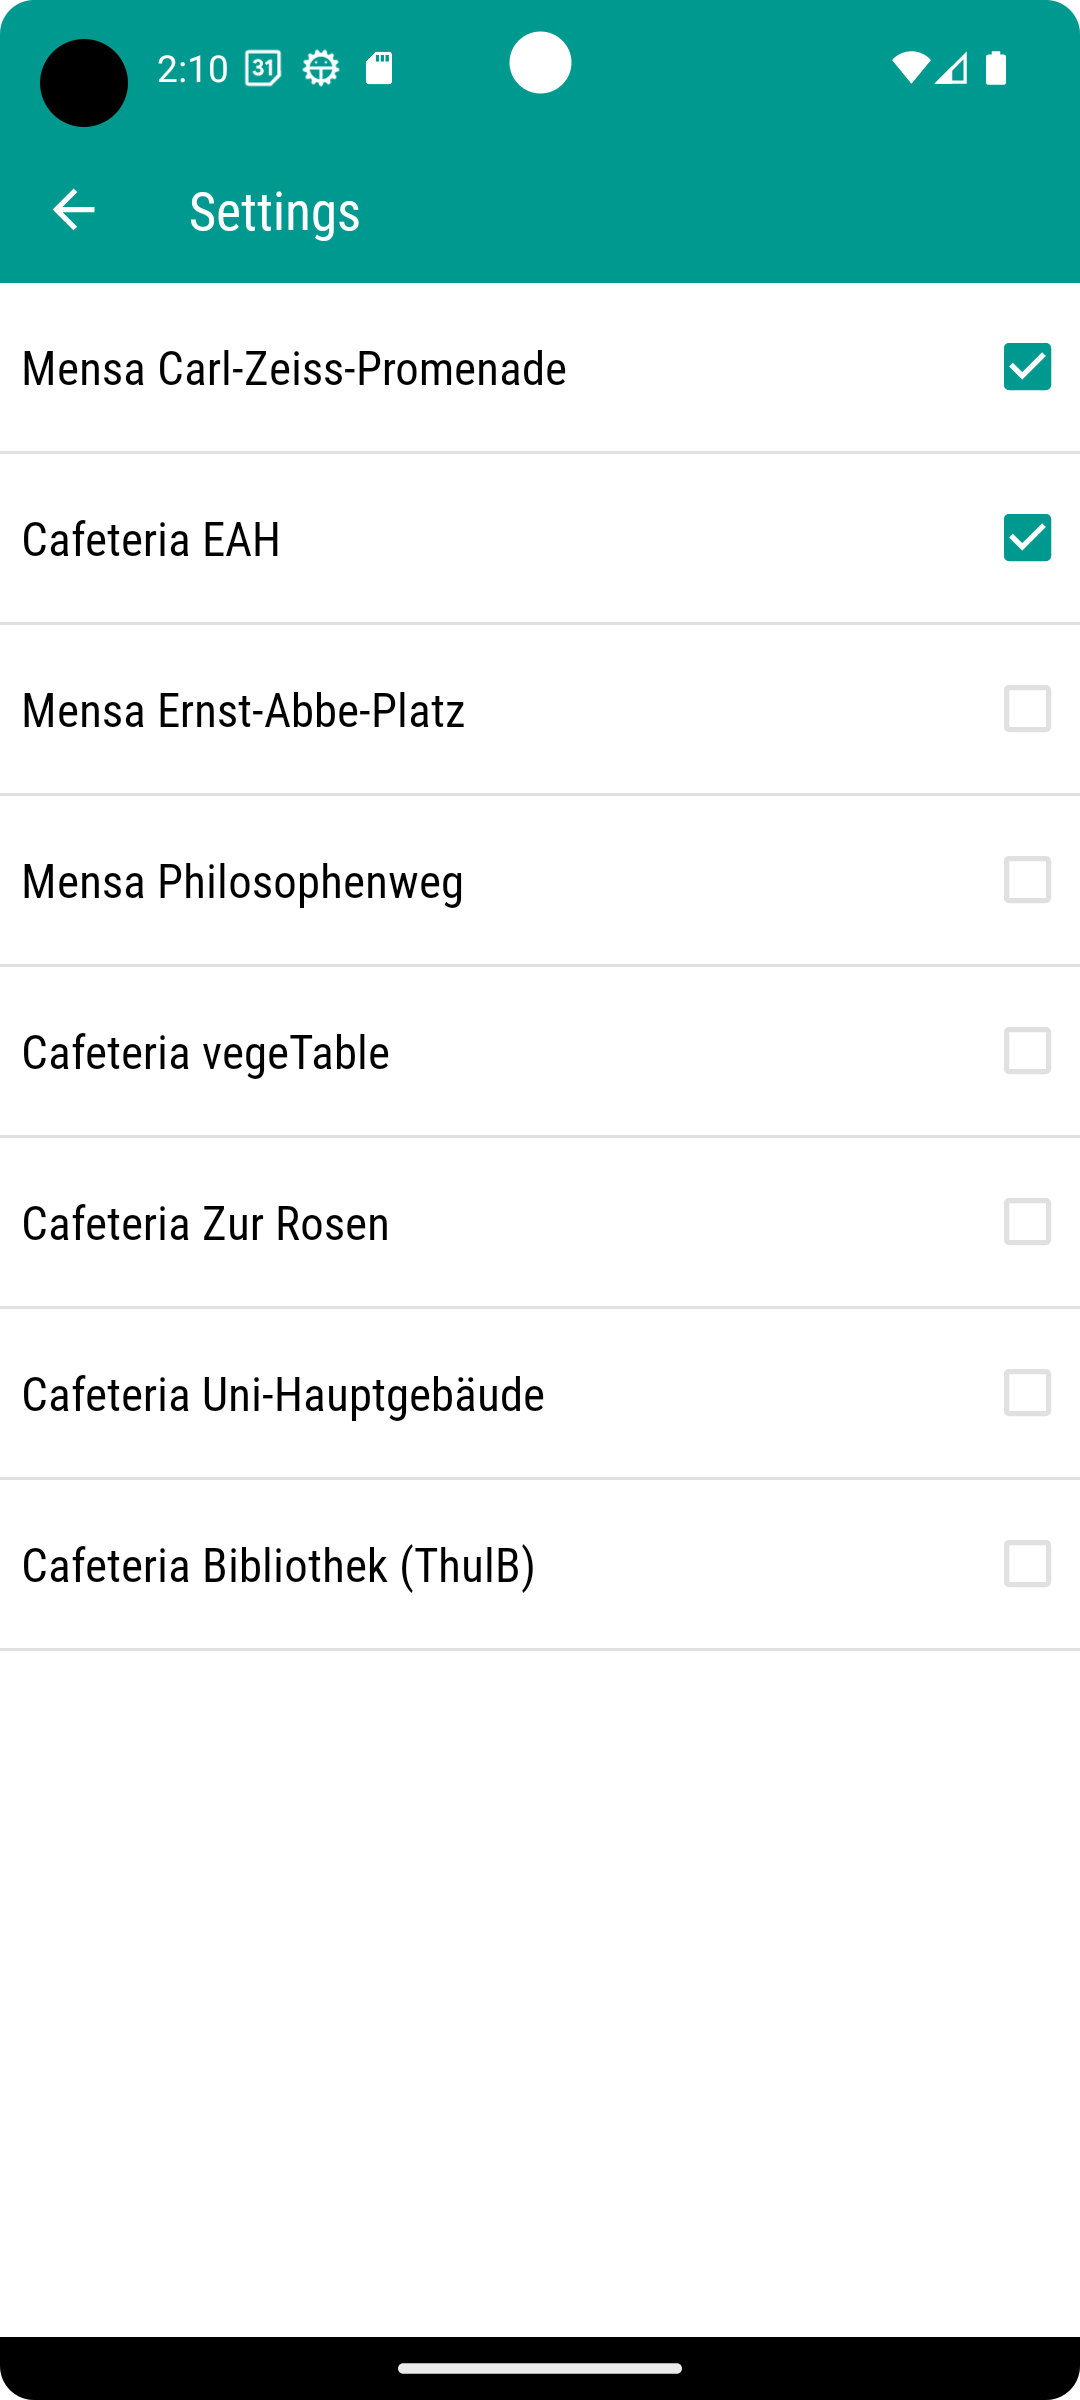 2:10 31
Settings
Mensa Carl-Zeiss-Promenade
Cafeteria EAH
Mensa Ernst-Abbe-Platz
Mensa Philosophenweg
Cafeteria vegeTable
Cafeteria Zur Rosen
Cafeteria Uni-Hauptgebäude
Cafeteria Bibliothek (ThulB)